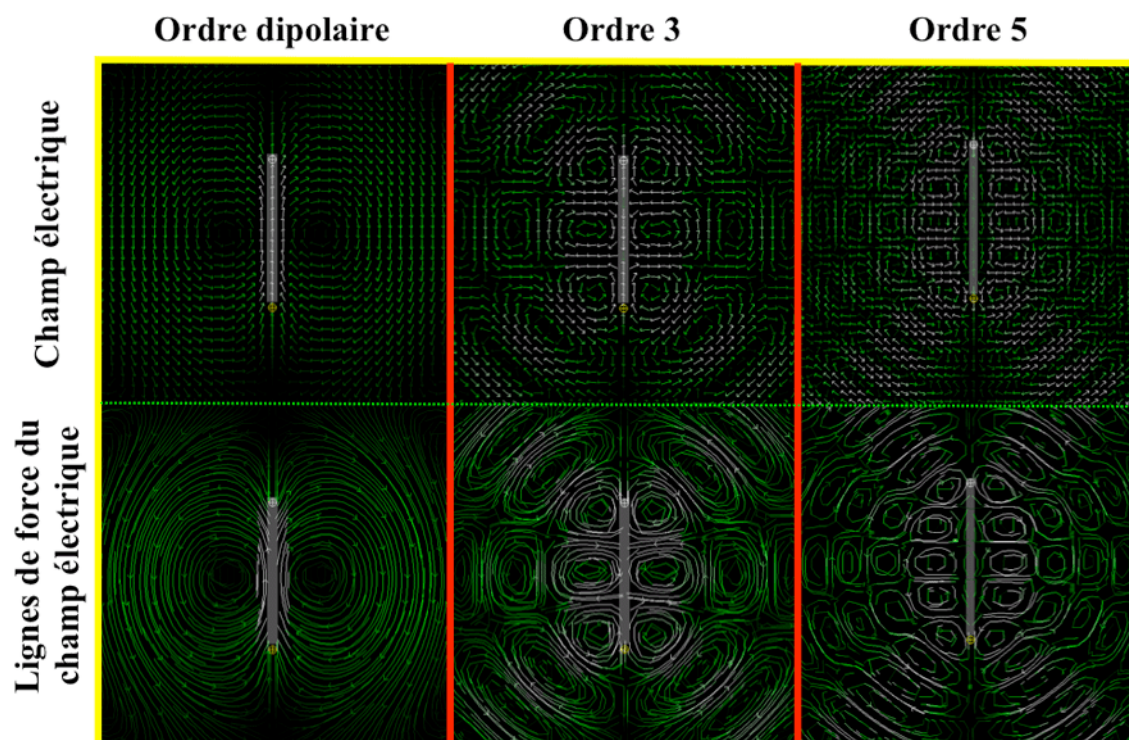 Ordre dipolaire
Ordre 3
Ordre 5
Champ électrique
Lignes de force du
champ électrique